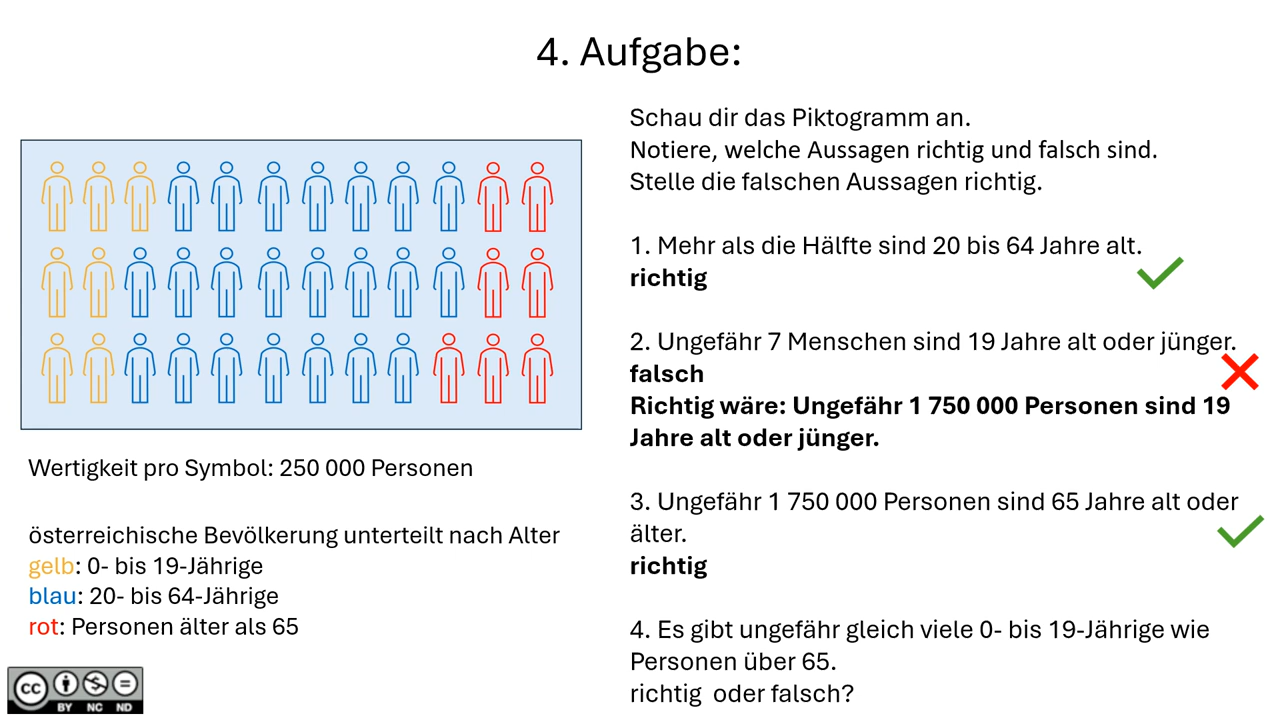 4. Aufgabe:
Schau dir das Piktogramm an.
Notiere, welche Aussagen richtig und falsch sind.
Stelle die falschen Aussagen richtig.
1. Mehr als die Hälfte sind 20 bis 64 Jahre alt.
richtig
2. Ungefähr 7 Menschen sind 19 Jahre alt oder jünger.
falsch
Richtig wäre: Ungefähr 1 750 000 Personen sind 19
Jahre alt oder jünger.
3. Ungefähr 1 750 000 Personen sind 65 Jahre alt oder
älter.
richtig
4. Es gibt ungefähr gleich viele 0- bis 19-Jährige wie
Personen über 65.
richtig  oder falsch?
Wertigkeit pro Symbol: 250 000 Personen
österreichische Bevölkerung unterteilt nach Alter
gelb: 0- bis 19-Jährige
blau: 20- bis 64-Jährige
rot: Personen älter als 65
cc
BY NC ND